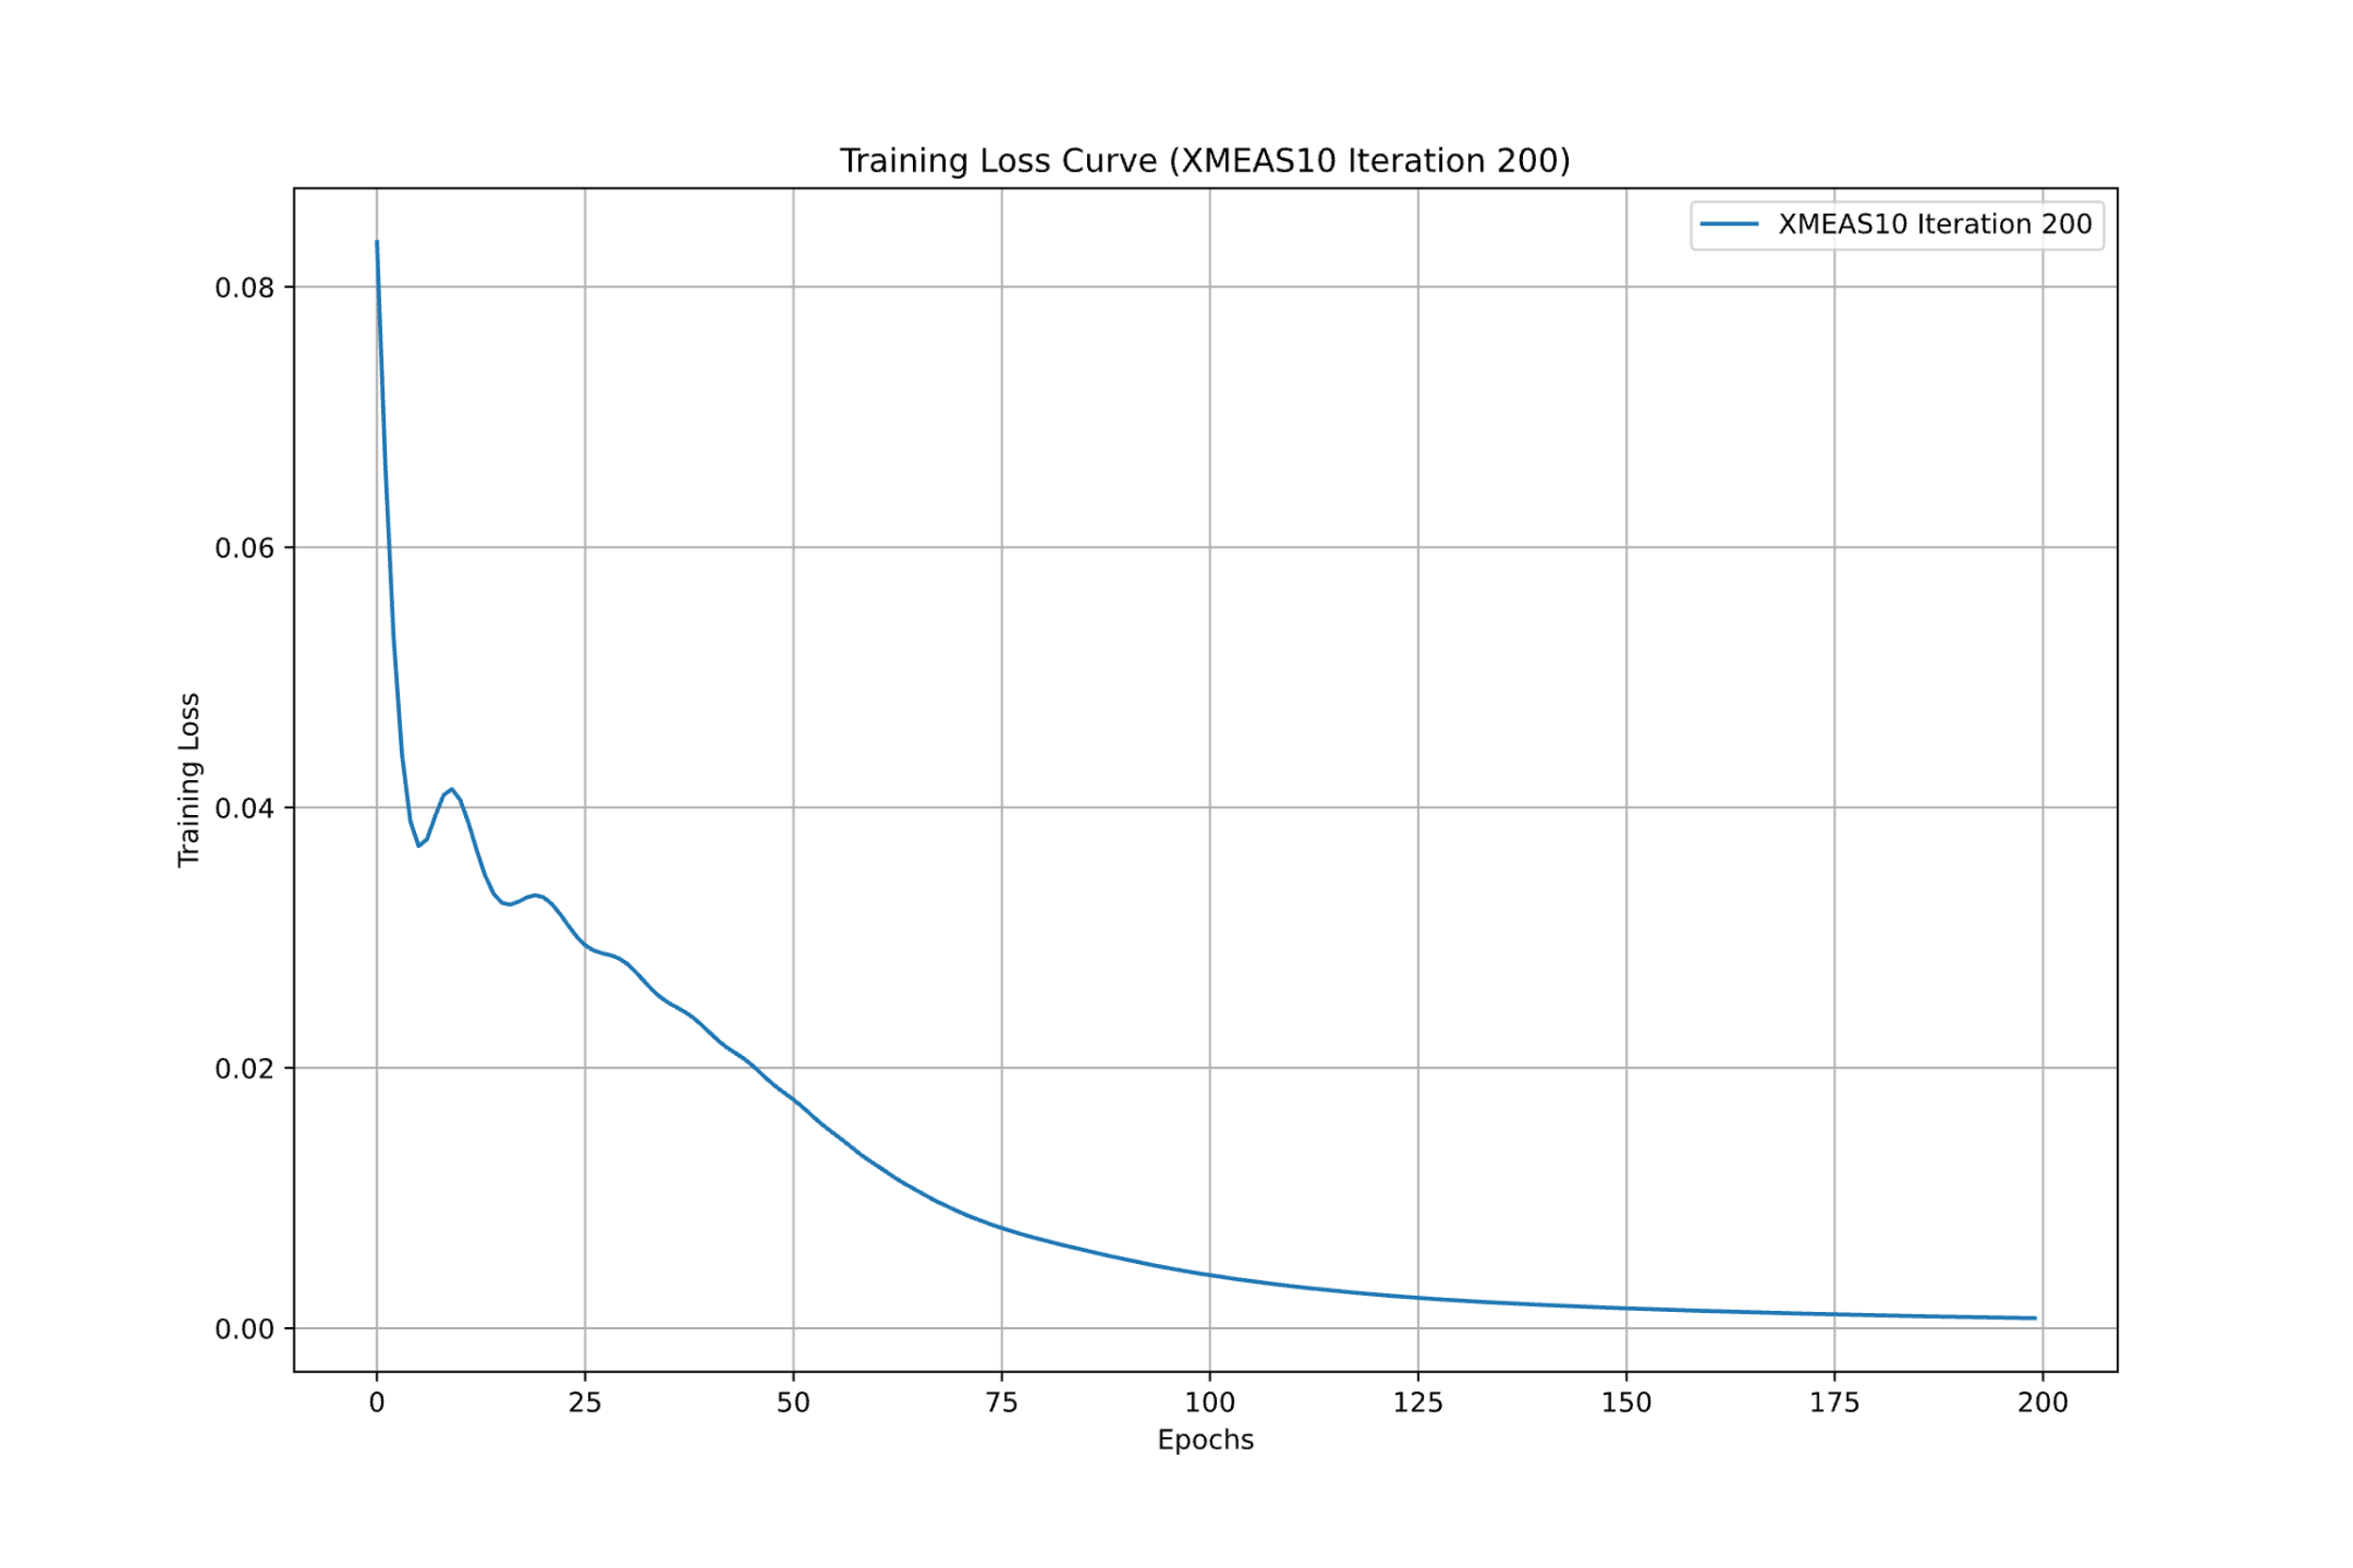 Training Loss Curve (XMEAS10 Iteration 200)
XMEAS10 Iteration 200
0.08
0.06
0.04
0.02
0.00
Training Loss
0 25 50 75 100 125 150 175 200
Epochs